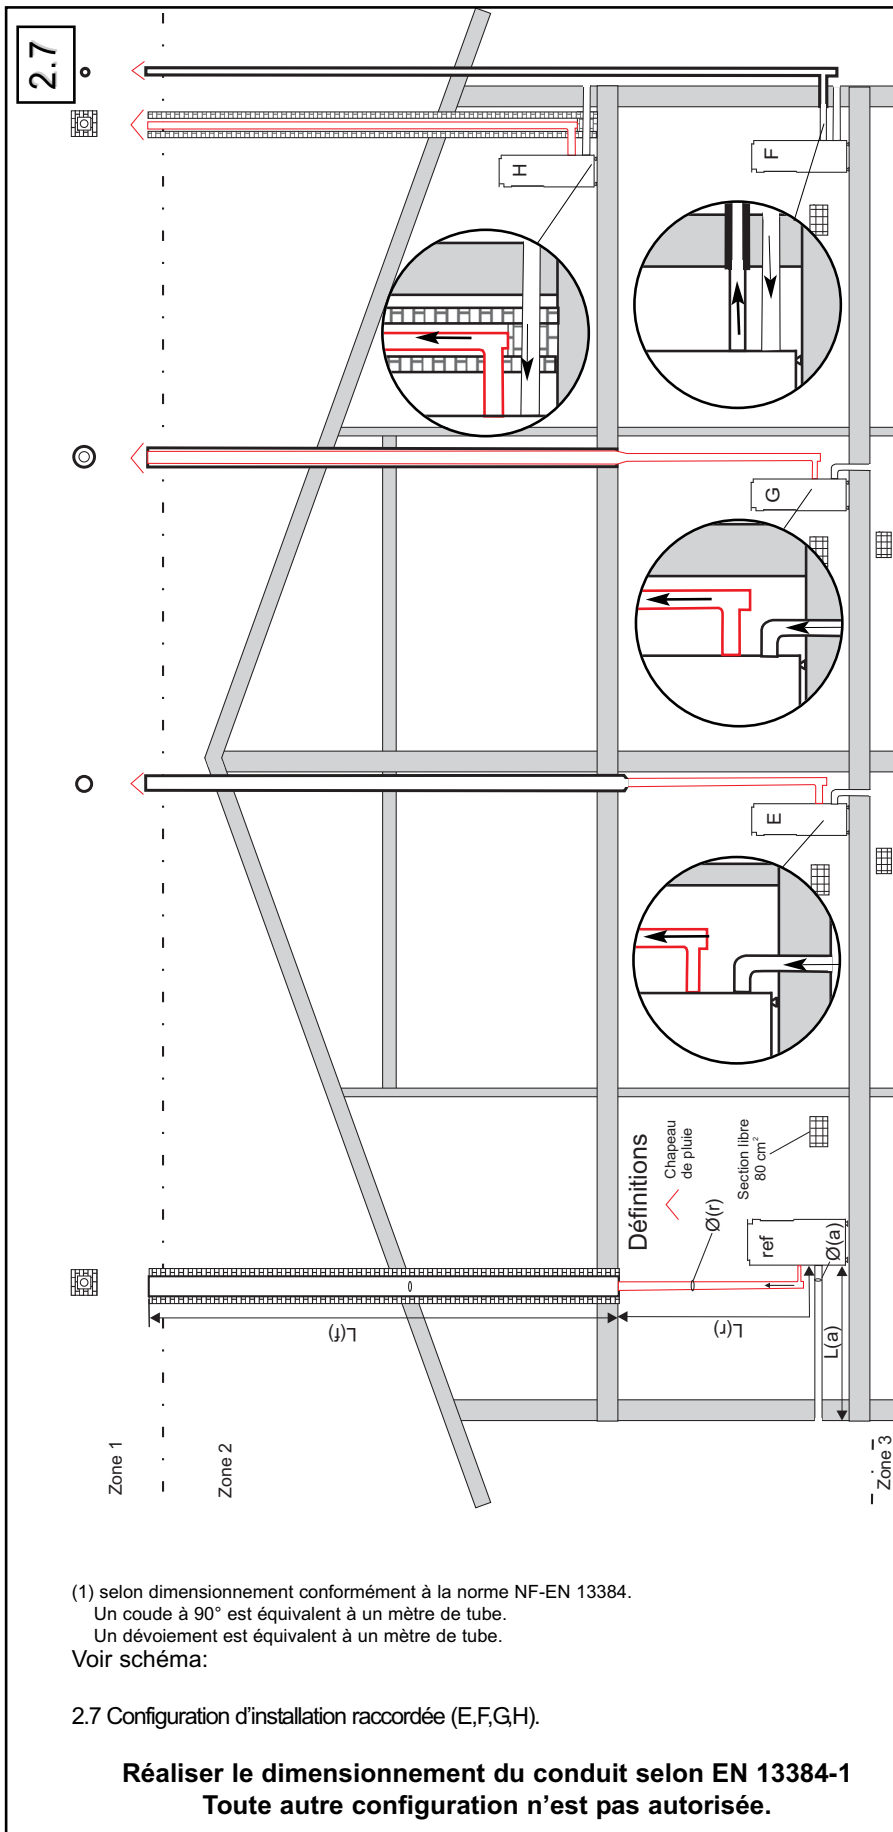 2.7
H
F
G
E
Définitions
Chapeau
de pluie
Section libre
80 cm²
Ø(r)
ref
Ø(a)
L(f)
L(r)
L(a)
Zone 1
Zone 2
Zone 3
(1) selon dimensionnement conformément à la norme NF-EN 13384.
Un coude à 90° est équivalent à un mètre de tube.
Un dévoiement est équivalent à un mètre de tube.
Voir schéma:
2.7 Configuration d’installation raccordée (E,F,G,H).
Réaliser le dimensionnement du conduit selon EN 13384-1
Toute autre configuration n’est pas autorisée.